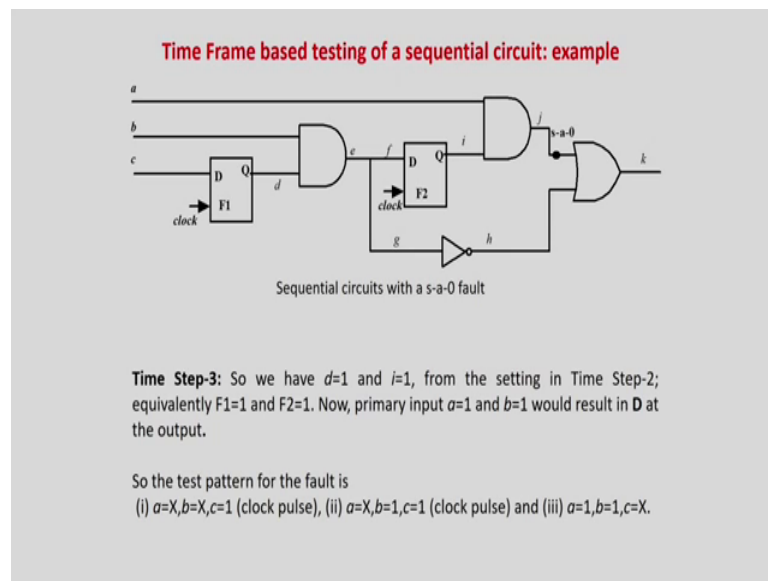 Time Frame based testing of a sequential circuit: example
a
b
c
D Q
F1
clock
d
e
f
D Q
F2
clock
i
j
s-a-0
k
g
h
Sequential circuits with a s-a-0 fault
Time Step-3: So we have d=1 and i=1, from the setting in Time Step-2;
equivalently F1=1 and F2=1. Now, primary input a=1 and b=1 would result in D at
the output.
So the test pattern for the fault is
(i) a=X,b=X,c=1 (clock pulse), (ii) a=X,b=1,c=1 (clock pulse) and (iii) a=1,b=1,c=X.